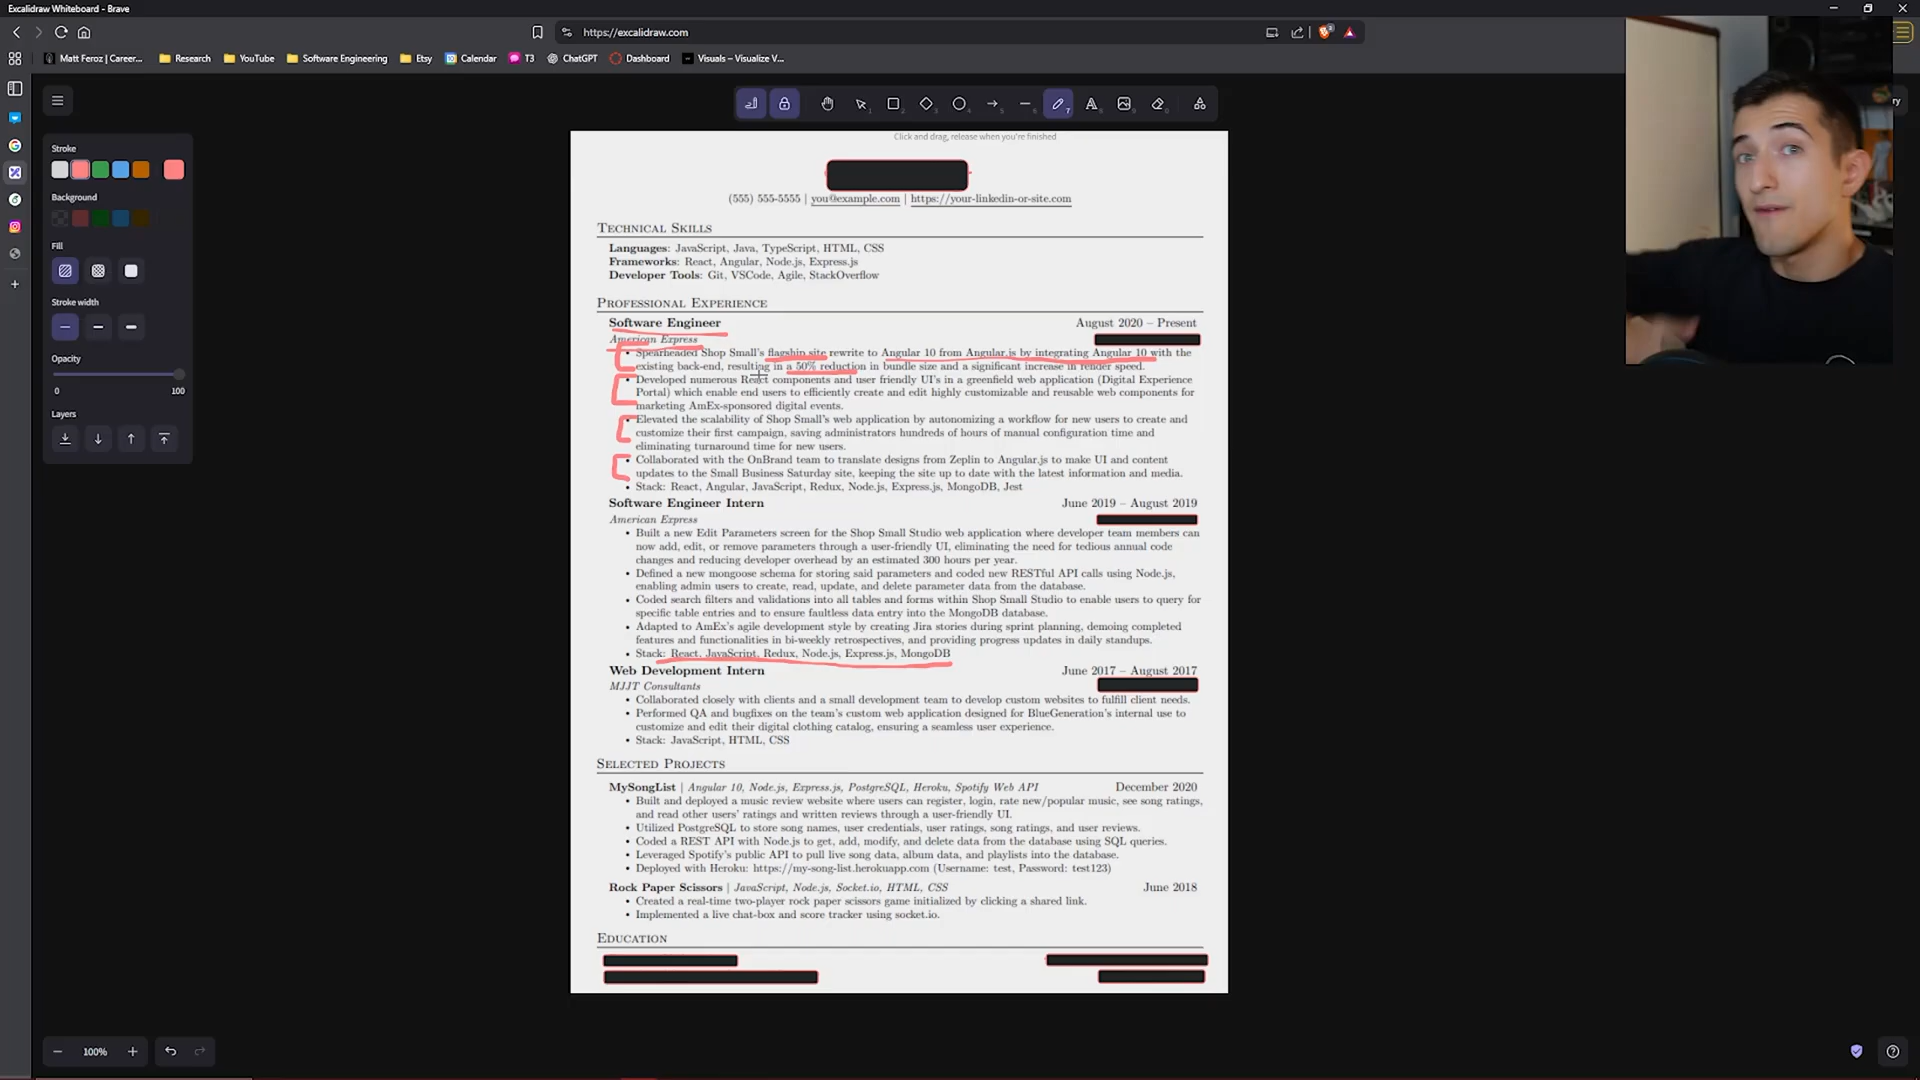 Excalidraw Whiteboard - Brave
https://excalidraw.com
Matt Feroz | Career...
Research
YouTube
Software Engineering
Etsy
Calendar
T3
ChatGPT
Dashboard
Visuals – Visualize V...
Stroke
Background
Fill
Stroke width
Opacity
0 100
Layers
100%
Click and drag, release when you're finished
(555) 555-5555 | you@example.com | https://your-linkedin-or-site.com
Technical Skills
Languages: JavaScript, Java, TypeScript, HTML, CSS
Frameworks: React, Angular, Node.js, Express.js
Developer Tools: Git, VSCode, Agile, StackOverflow
Professional Experience
Software Engineer August 2020 – Present
American Express
• Spearheaded Shop Small's flagship site rewrite to Angular 10 from Angular.js by integrating Angular 10 with the
existing back-end, resulting in a 50% reduction in bundle size and a significant increase in render speed.
• Developed numerous React components and user friendly UI's in a greenfield web application (Digital Experience
Portal) which enable end users to efficiently create and edit highly customizable and reusable web components for
marketing AmEx-sponsored digital events.
• Elevated the scalability of Shop Small's web application by autonomizing a workflow for new users to create and
customize their first campaign, saving administrators hundreds of hours of manual configuration time and
eliminating turnaround time for new users.
• Collaborated with the OnBrand team to translate designs from Zeplin to Angular.js to make UI and content
updates to the Small Business Saturday site, keeping the site up to date with the latest information and media.
• Stack: React, Angular, JavaScript, Redux, Node.js, Express.js, MongoDB, Jest
Software Engineer Intern June 2019 – August 2019
American Express
• Built a new Edit Parameters screen for the Shop Small Studio web application where developer team members can
now add, edit, or remove parameters through a user-friendly UI, eliminating the need for tedious annual code
changes and reducing developer overhead by an estimated 300 hours per year.
• Defined a new mongoose schema for storing said parameters and coded new RESTful API calls using Node.js,
enabling admin users to create, read, update, and delete parameter data from the database.
• Coded search filters and validations into all tables and forms within Shop Small Studio to enable users to query for
specific table entries and to ensure faultless data entry into the MongoDB database.
• Adapted to AmEx's agile development style by creating Jira stories during sprint planning, demoing completed
features and functionalities in bi-weekly retrospectives, and providing progress updates in daily standups.
• Stack: React, JavaScript, Redux, Node.js, Express.js, MongoDB
Web Development Intern June 2017 – August 2017
MJJT Consultants
• Collaborated closely with clients and a small development team to develop custom websites to fulfill client needs.
• Performed QA and bugfixes on the team's custom web application designed for BlueGeneration's internal use to
customize and edit their digital clothing catalog, ensuring a seamless user experience.
• Stack: JavaScript, HTML, CSS
Selected Projects
MySongList | Angular 10, Node.js, Express.js, PostgreSQL, Heroku, Spotify Web API December 2020
• Built and deployed a music review website where users can register, login, rate new/popular music, see song ratings,
and read other users' ratings and written reviews through a user-friendly UI.
• Utilized PostgreSQL to store song names, user credentials, user ratings, song ratings, and user reviews.
• Coded a REST API with Node.js to get, add, modify, and delete data from the database using SQL queries.
• Leveraged Spotify's public API to pull live song data, album data, and playlists into the database.
• Deployed with Heroku: https://my-song-list.herokuapp.com (Username: test, Password: test123)
Rock Paper Scissors | JavaScript, Node.js, Socket.io, HTML, CSS June 2018
• Created a real-time two-player rock paper scissors game initialized by clicking a shared link.
• Implemented a live chat-box and score tracker using socket.io.
Education